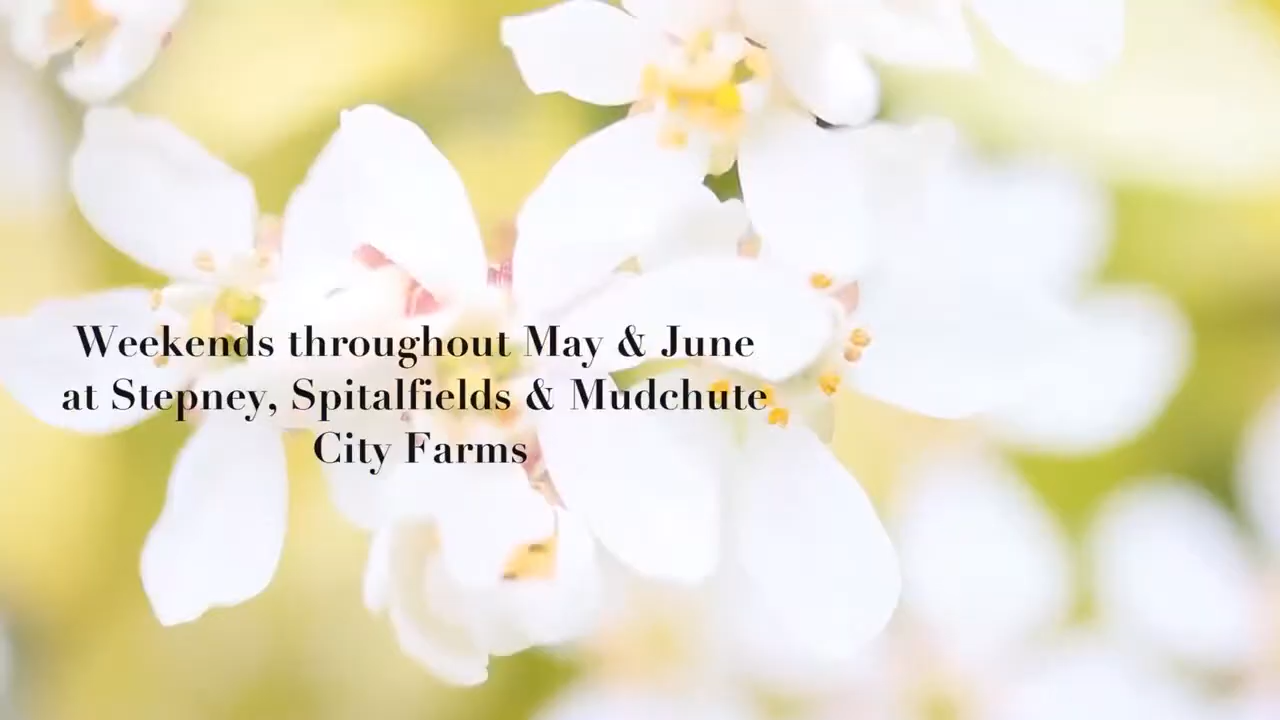 Weekends throughout May & June
at Stepney, Spitalfields & Mudchute
City Farms